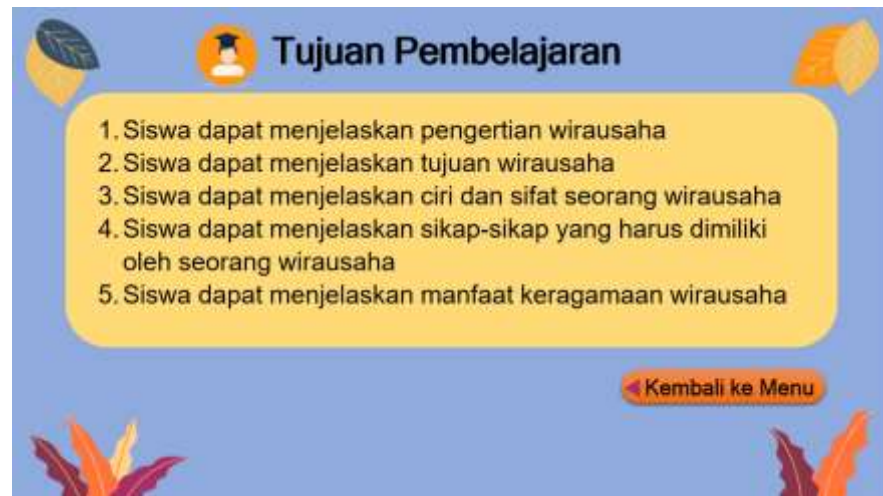 Tujuan Pembelajaran
1. Siswa dapat menjelaskan pengertian wirausaha
2. Siswa dapat menjelaskan tujuan wirausaha
3. Siswa dapat menjelaskan ciri dan sifat seorang wirausaha
4. Siswa dapat menjelaskan sikap-sikap yang harus dimiliki
oleh seorang wirausaha
5. Siswa dapat menjelaskan manfaat keragamaan wirausaha
Kembali ke Menu